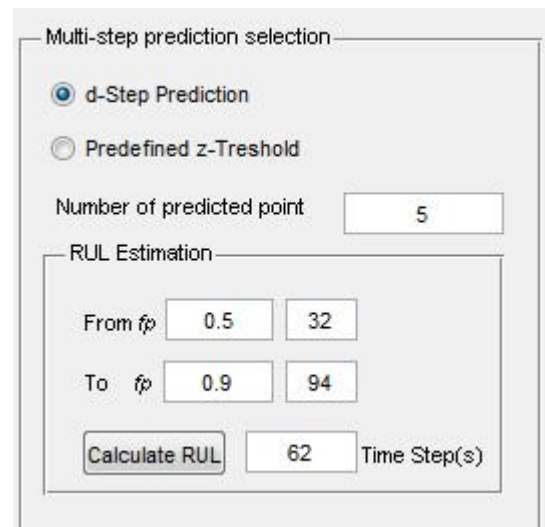 Multi-step prediction selection
d-Step Prediction
Predefined z-Treshold
Number of predicted point 5
RUL Estimation
From fp 0.5 32
To fp 0.9 94
Calculate RUL 62 Time Step(s)